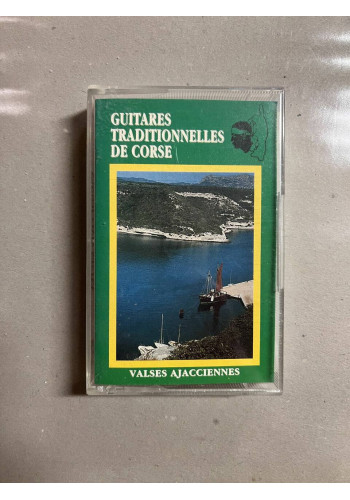 GUITARES
TRADITIONNELLES
DE CORSE
VALSES AJACCIENNES